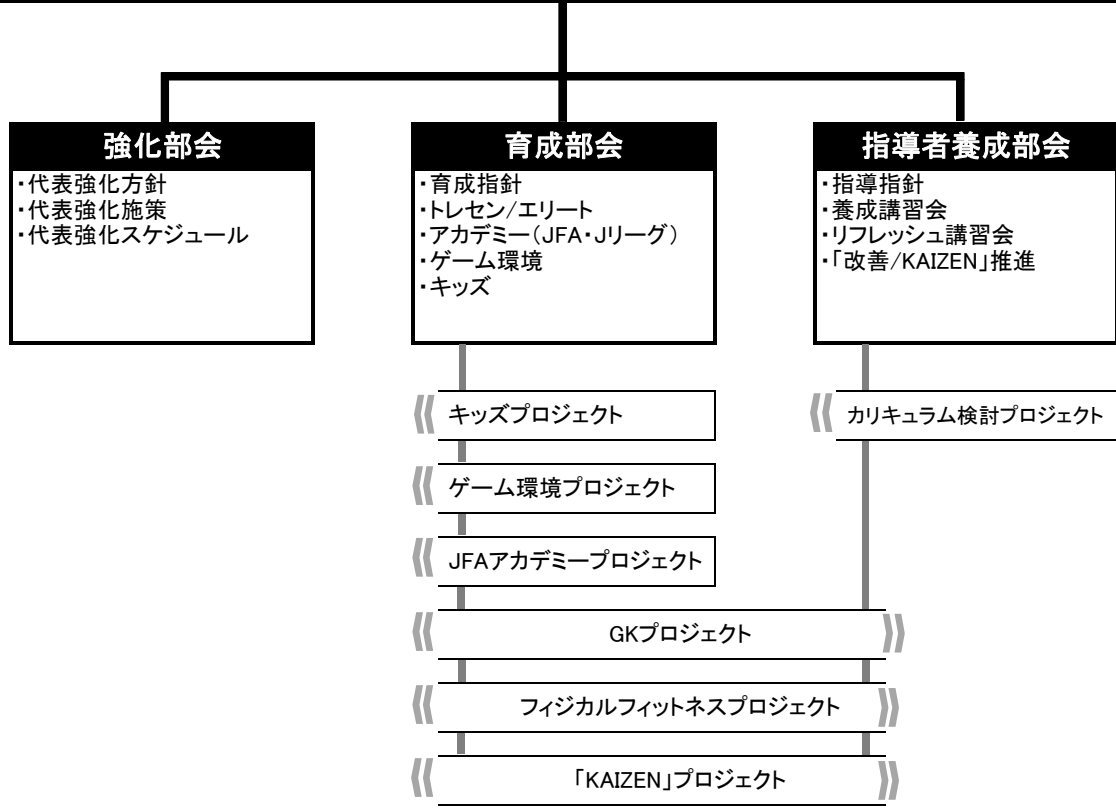 強化部会
・代表強化方針
・代表強化施策
・代表強化スケジュール
育成部会
・育成指針
・トレセン/エリート
・アカデミー(JFA・Jリーグ)
・ゲーム環境
・キッズ
指導者養成部会
・指導指針
・養成講習会
・リフレッシュ講習会
・「改善/KAIZEN」推進
キッズプロジェクト
カリキュラム検討プロジェクト
ゲーム環境プロジェクト
JFAアカデミープロジェクト
GKプロジェクト
フィジカルフィットネスプロジェクト
「KAIZEN」プロジェクト